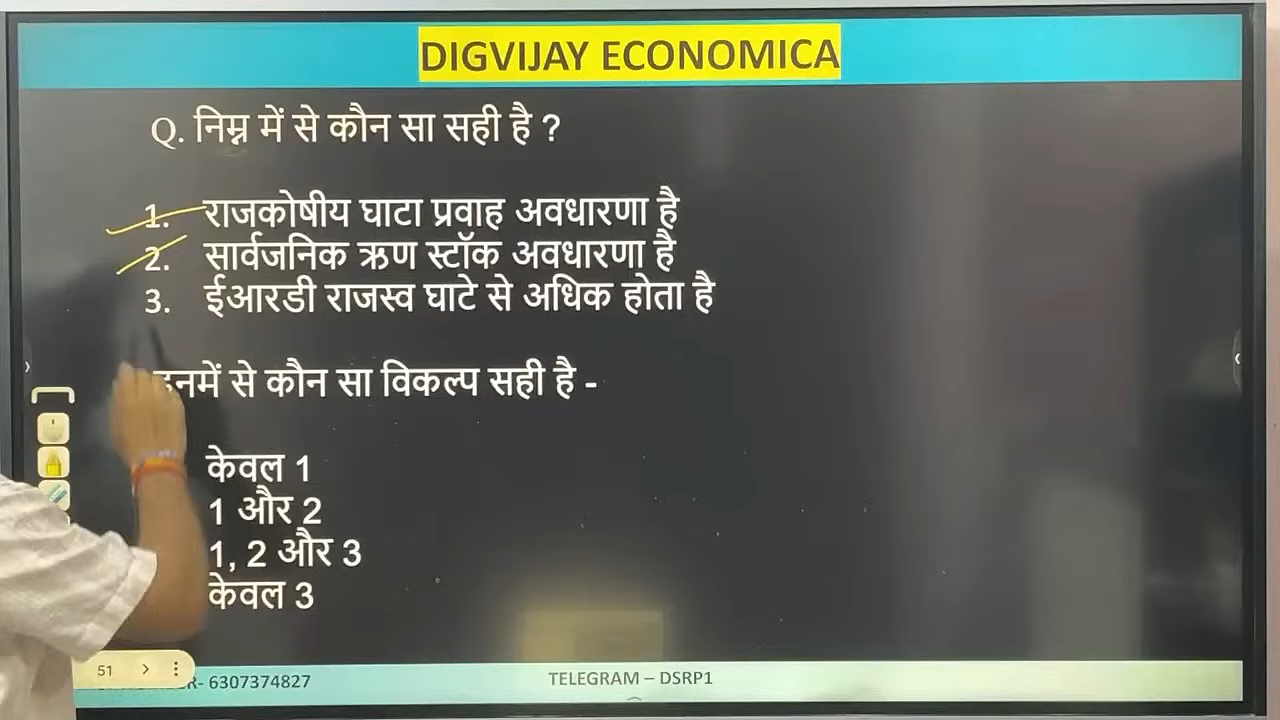 DIGVIJAY ECONOMICA
Q. निम्न में से कौन सा सही है ?
1. राजकोषीय घाटा प्रवाह अवधारणा है
2. सार्वजनिक ऋण स्टॉक अवधारणा है
3. ईआरडी राजस्व घाटे से अधिक होता है
इनमें से कौन सा विकल्प सही है -
केवल 1
1 और 2
1, 2 और 3
केवल 3
51
R- 6307374827
TELEGRAM – DSRP1